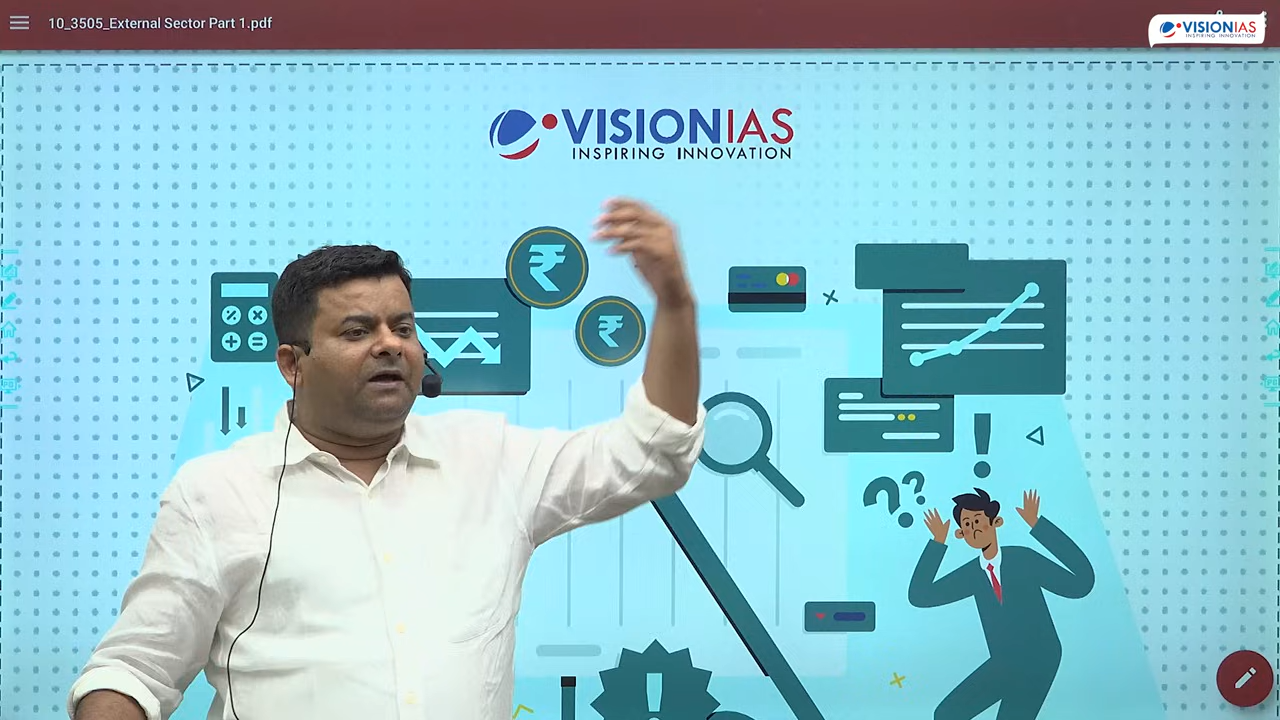 10_3505_External Sector Part 1.pdf
VISIONIAS
INSPIRING INNOVATION
VISIONIAS
INSPIRING INNOVATION
₹
₹